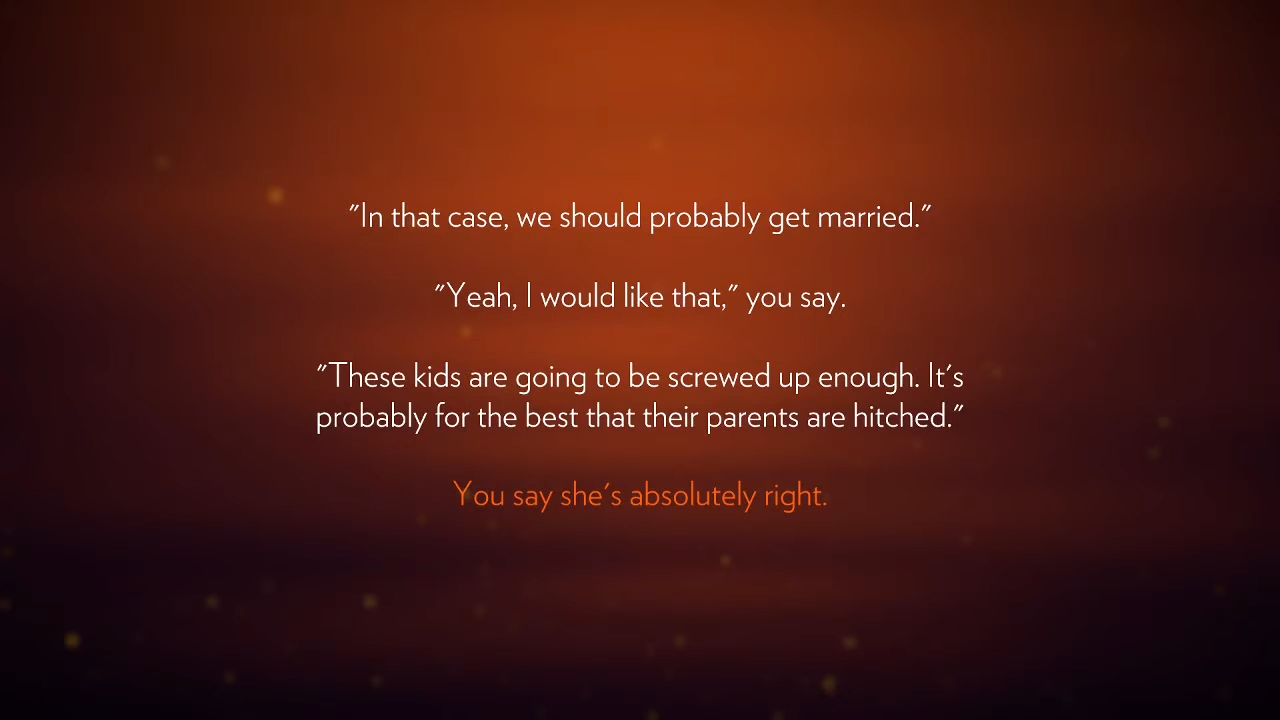 "In that case, we should probably get married."
"Yeah, I would like that," you say.
"These kids are going to be screwed up enough. It's
probably for the best that their parents are hitched."
You say she's absolutely right.